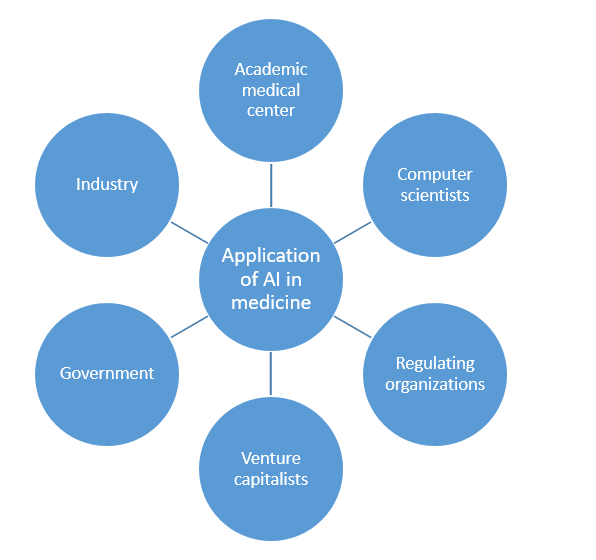 Academic
medical
center
Industry
Computer
scientists
Application
of AI in
medicine
Government
Regulating
organizations
Venture
capitalists